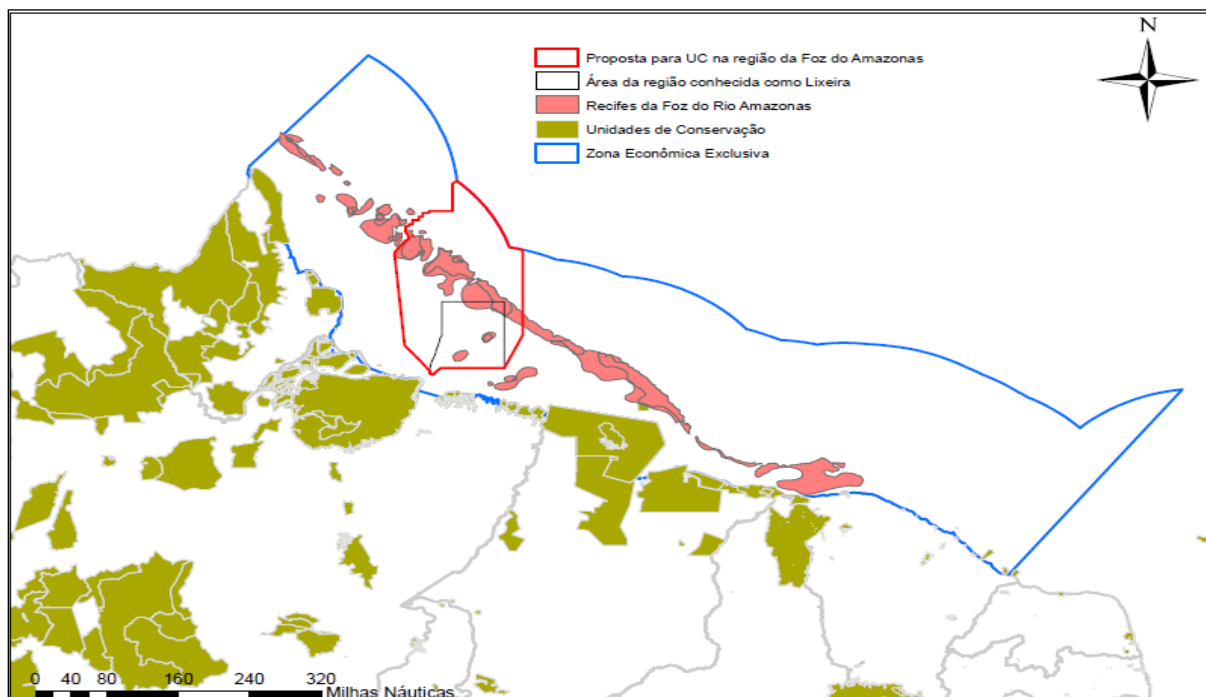 N
Proposta para UC na região da Foz do Amazonas
Área da região conhecida como Lixeira
Recifes da Foz do Rio Amazonas
Unidades de Conservação
Zona Econômica Exclusiva
0 40 80 160 240 320
Milhas Náuticas